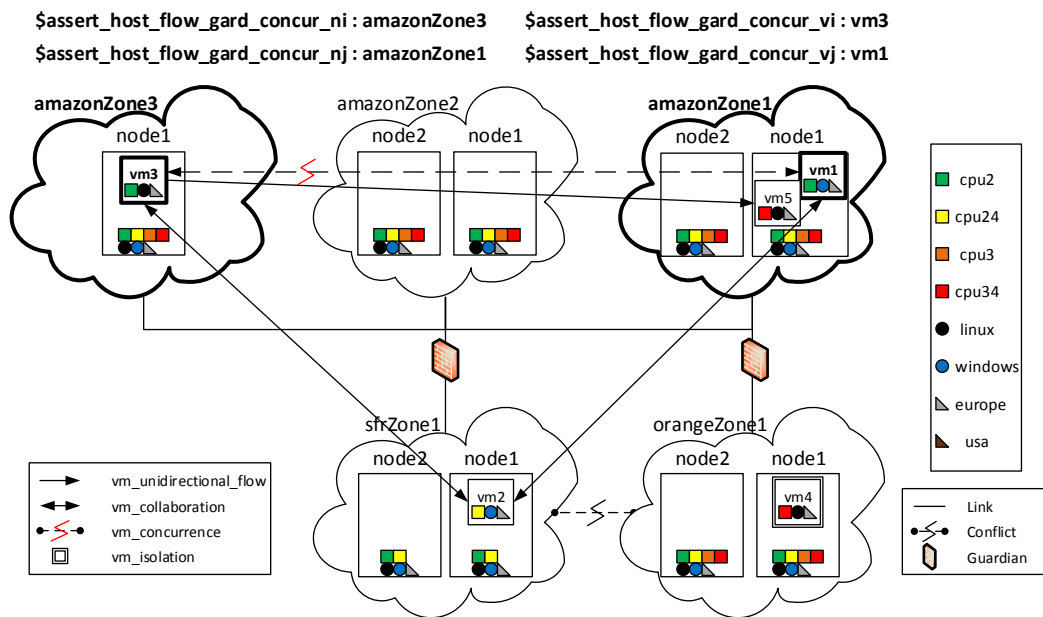 $assert_host_flow_gard_concur_ni : amazonZone3 $assert_host_flow_gard_concur_vi : vm3
$assert_host_flow_gard_concur_nj : amazonZone1 $assert_host_flow_gard_concur_vj : vm1
amazonZone3 amazonZone2 amazonZone1
node1 node2 node1 node2 node1
vm3 vm1
vm5
cpu2
cpu24
cpu3
cpu34
linux
windows
europe
usa
sfrZone1 orangeZone1
node2 node1 node2 node1
vm2 vm4
vm_unidirectional_flow
vm_collaboration
vm_concurrence
vm_isolation
Link
Conflict
Guardian